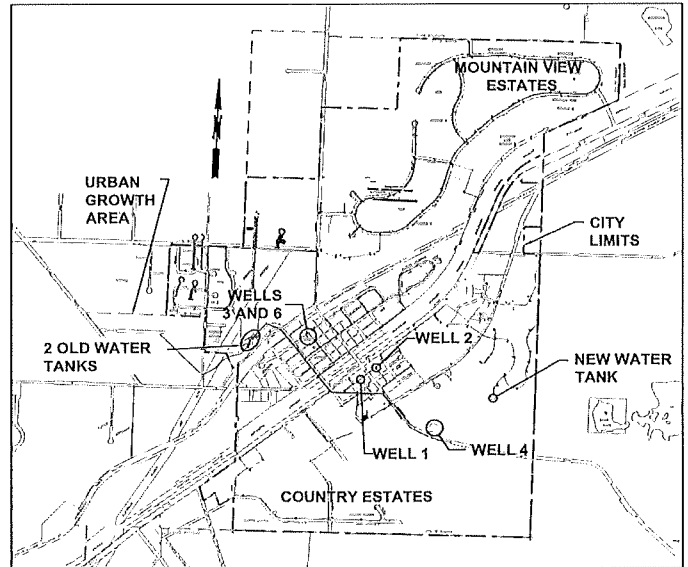 MOUNTAIN VIEW
ESTATES
N
URBAN
GROWTH
AREA
CITY
LIMITS
WELLS
3 AND 6
2 OLD WATER
TANKS
WELL 2
NEW WATER
TANK
WELL 1
WELL 4
COUNTRY ESTATES